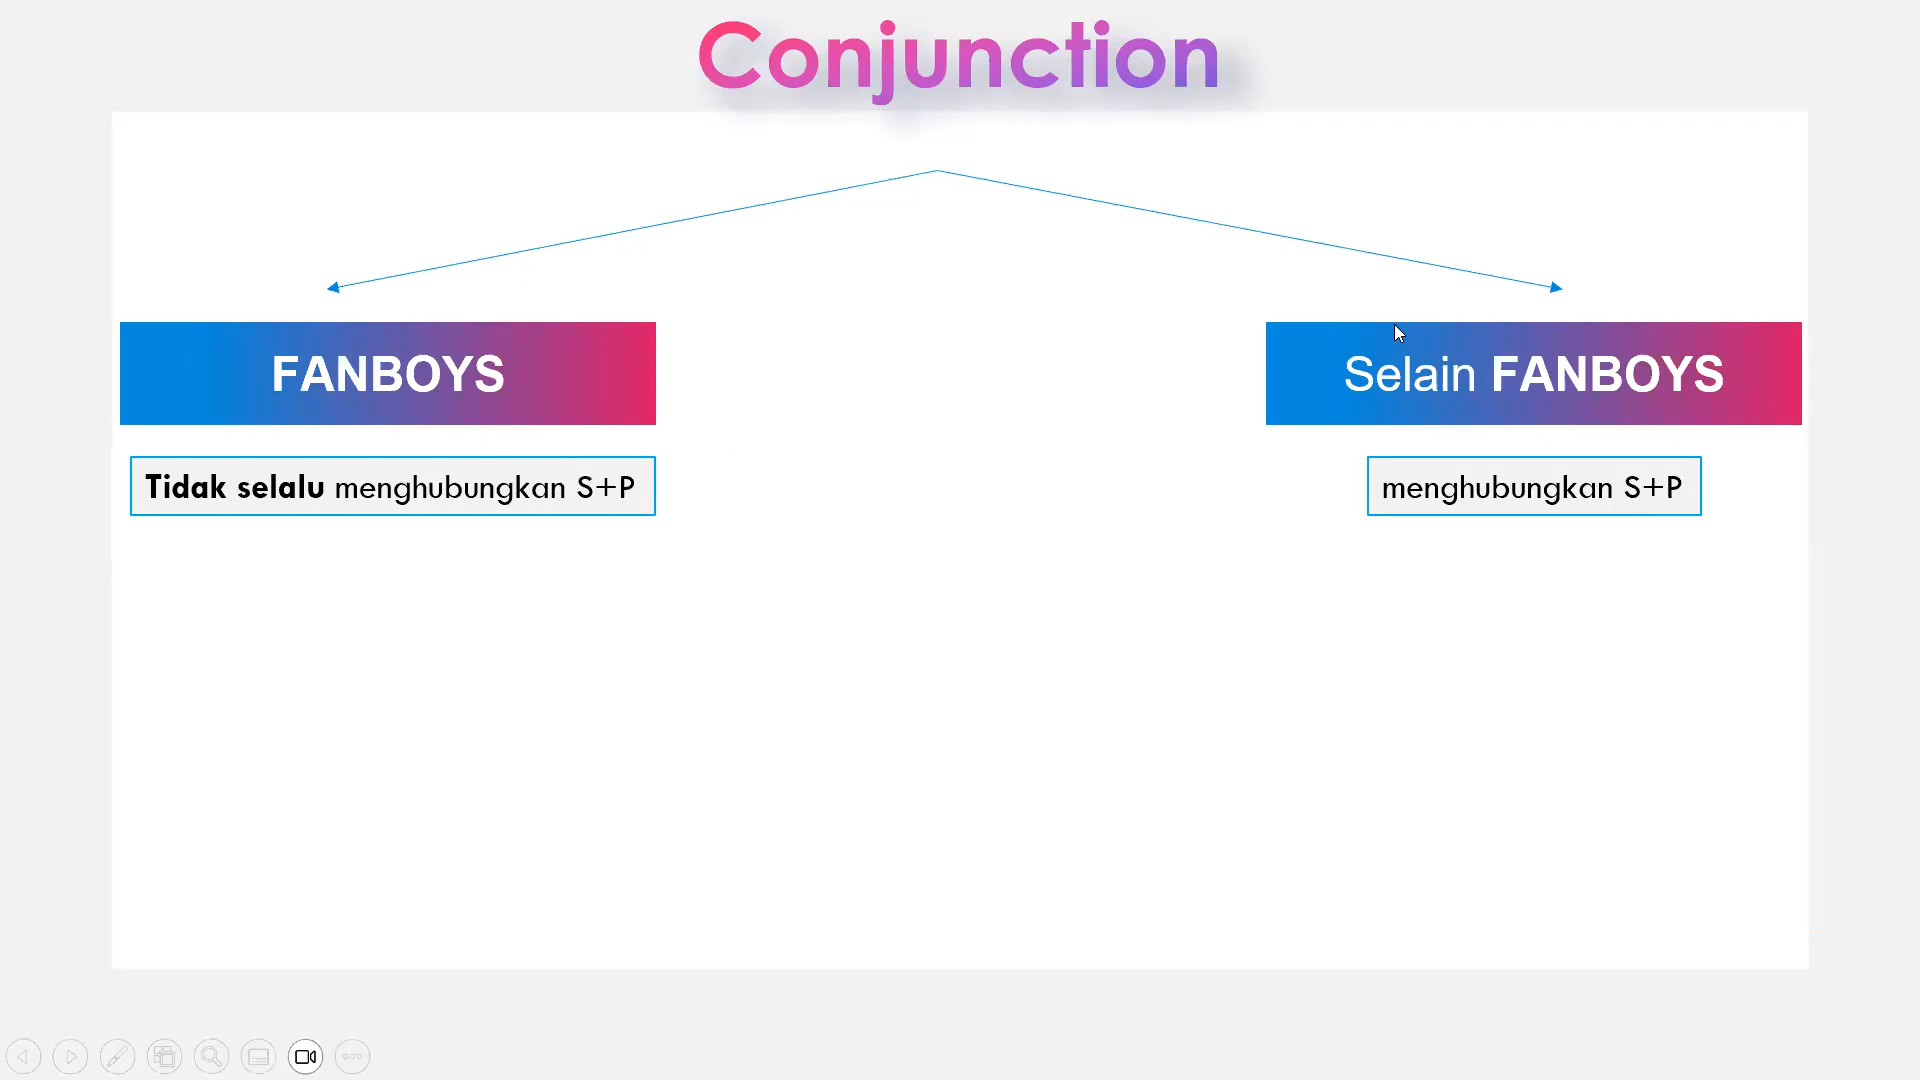 Conjunction
FANBOYS
Selain FANBOYS
Tidak selalu menghubungkan S+P
menghubungkan S+P